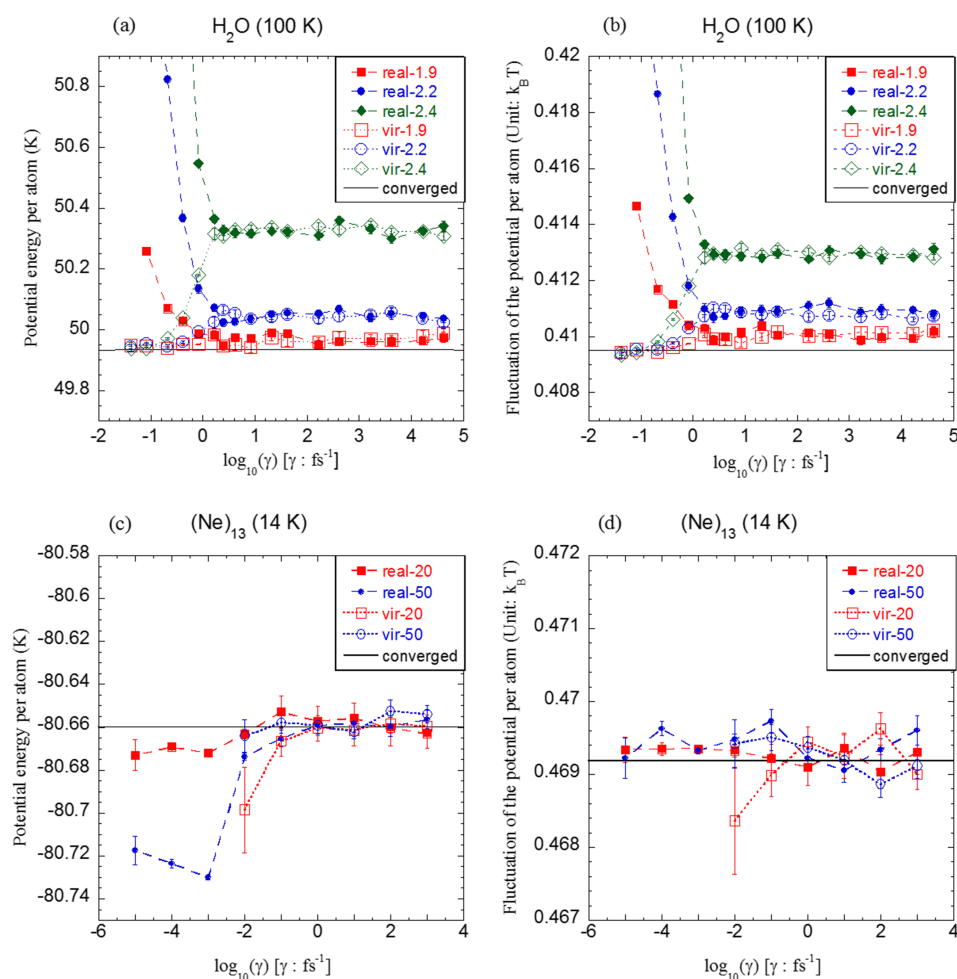 (a) H2O (100 K)
Potential energy per atom (K)
50.8
50.6
50.4
50.2
50
49.8
real-1.9
real-2.2
real-2.4
vir-1.9
vir-2.2
vir-2.4
converged
-2 -1 0 1 2 3 4 5
log10(γ) [γ : fs-1]
(b) H2O (100 K)
Fluctuation of the potential per atom (Unit: kBT)
0.42
0.418
0.416
0.414
0.412
0.410
0.408
real-1.9
real-2.2
real-2.4
vir-1.9
vir-2.2
vir-2.4
converged
-2 -1 0 1 2 3 4 5
log10(γ) [γ : fs-1]
(c) (Ne)13 (14 K)
Potential energy per atom (K)
-80.58
-80.6
-80.62
-80.64
-80.66
-80.68
-80.7
-80.72
-80.74
real-20
real-50
vir-20
vir-50
converged
-6 -4 -2 0 2 4
log10(γ) [γ : fs-1]
(d) (Ne)13 (14 K)
Fluctuation of the potential per atom (Unit: kBT)
0.472
0.471
0.47
0.469
0.468
0.467
real-20
real-50
vir-20
vir-50
converged
-6 -4 -2 0 2 4
log10(γ) [γ : fs-1]